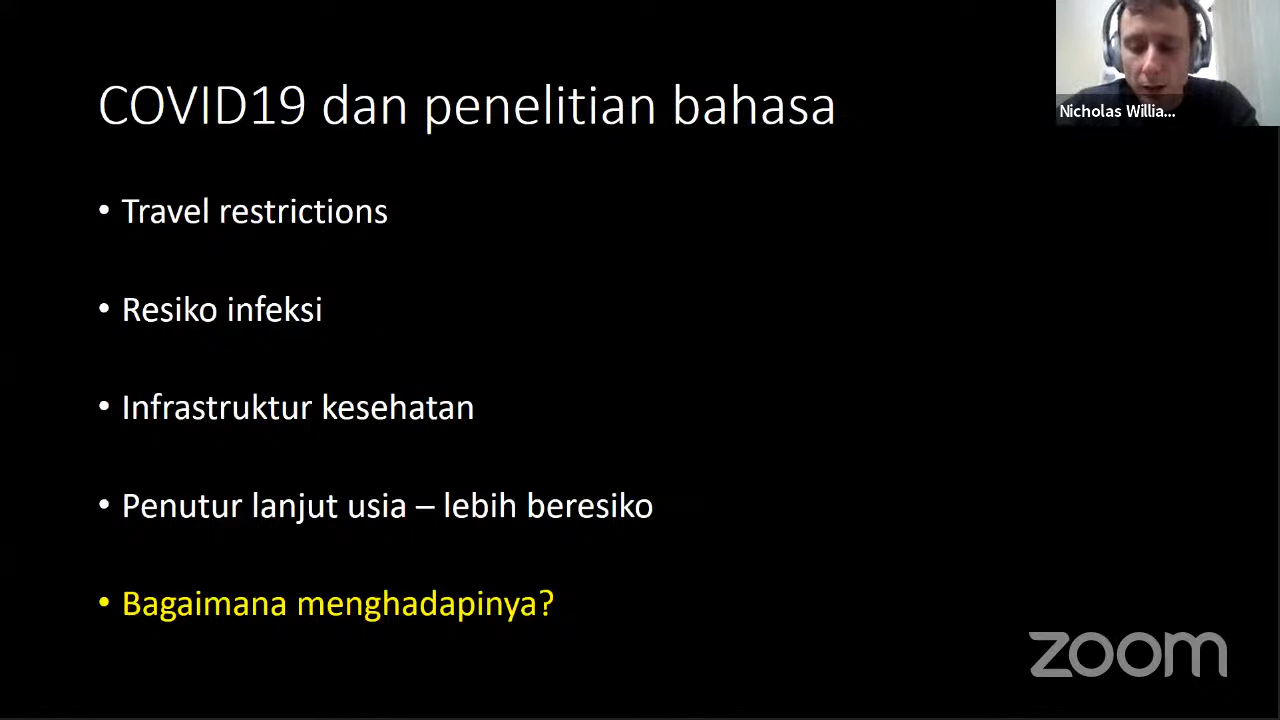 COVID19 dan penelitian bahasa
Nicholas Willia...
• Travel restrictions
• Resiko infeksi
• Infrastruktur kesehatan
• Penutur lanjut usia – lebih beresiko
• Bagaimana menghadapinya?
zoom